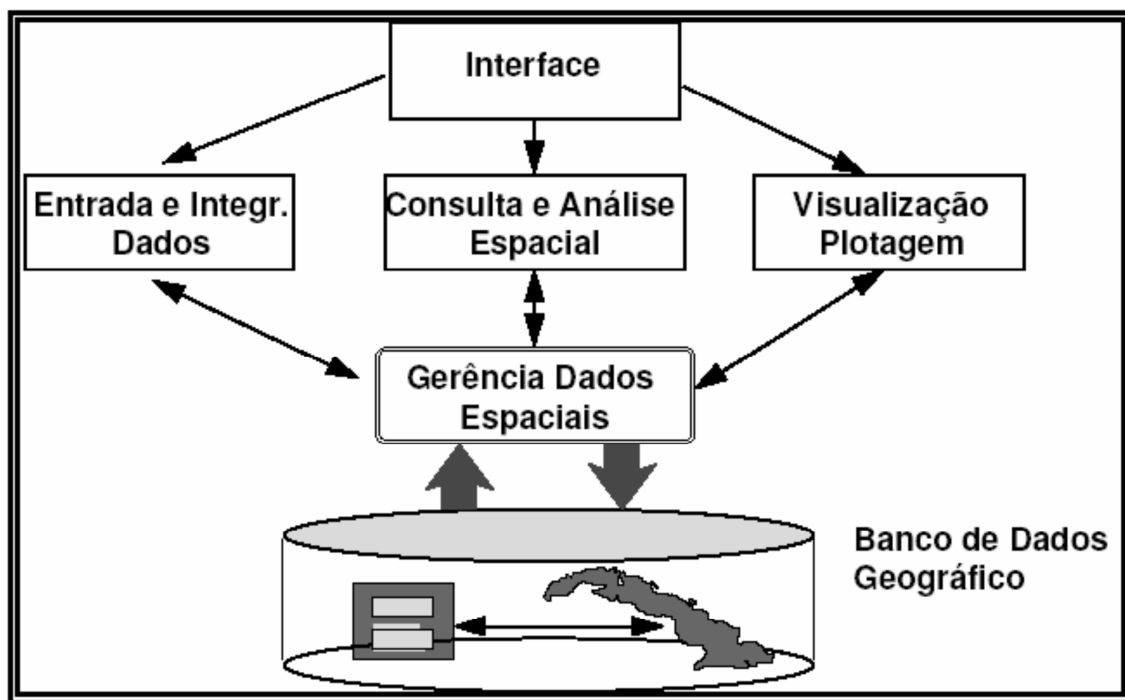 Interface
Entrada e Integr.
Dados
Consulta e Análise
Espacial
Visualização
Plotagem
Gerência Dados
Espaciais
Banco de Dados
Geográfico